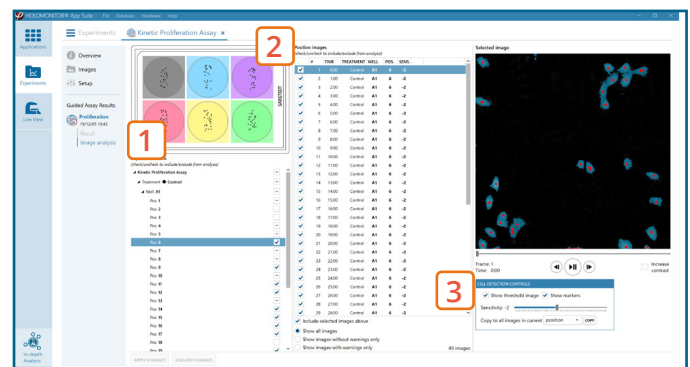 HOLOMONITOR® App Suite File Database Hardware Help
Applications
Experiments
Live View
In-depth
Analysis
Experiments
Kinetic Proliferation Assay ×
Overview
Images
Setup
Guided Assay Results
Proliferation
Result
Image analysis
SARSTEDT
1
(check/uncheck to include/exclude from analysis)
Kinetic Proliferation Assay
Treatment Control
Well A1
Pos 1
Pos 2
Pos 3
Pos 4
Pos 5
Pos 6
Pos 7
Pos 8
Pos 9
Pos 10
Pos 11
Pos 12
Pos 13
Pos 14
Pos 15
Pos 16
Pos 17
Pos 18
Pos 19
APPLY CHANGES DISCARD CHANGES
2
Position images
(check/uncheck to include/exclude from analysis)
# TIME TREATMENT WELL POS. SENS.
1 0:00 Control A1 6 -2
2 1:00 Control A1 6 -2
3 2:00 Control A1 6 -2
4 3:00 Control A1 6 -2
5 4:00 Control A1 6 -2
6 5:00 Control A1 6 -2
7 6:00 Control A1 6 -2
8 7:00 Control A1 6 -2
9 8:00 Control A1 6 -2
10 9:00 Control A1 6 -2
11 10:00 Control A1 6 -2
12 11:00 Control A1 6 -2
13 12:00 Control A1 6 -2
14 13:00 Control A1 6 -2
15 14:00 Control A1 6 -2
16 15:00 Control A1 6 -2
17 16:00 Control A1 6 -2
18 17:00 Control A1 6 -2
19 18:00 Control A1 6 -2
20 19:00 Control A1 6 -2
21 20:00 Control A1 6 -2
22 21:00 Control A1 6 -2
23 22:00 Control A1 6 -2
24 23:00 Control A1 6 -2
25 24:00 Control A1 6 -2
26 25:00 Control A1 6 -2
27 26:00 Control A1 6 -2
28 27:00 Control A1 6 -2
29 28:00 Control A1 6 -2
Include selected images above
Show all images
Show images without warnings only
Show images with warnings only
49 images
Selected image
Frame: 1
Time: 0:00
Increase
contrast
3
CELL DETECTION CONTROLS
Show threshold image Show markers
Sensitivity: -2
Copy to all images in current position COPY